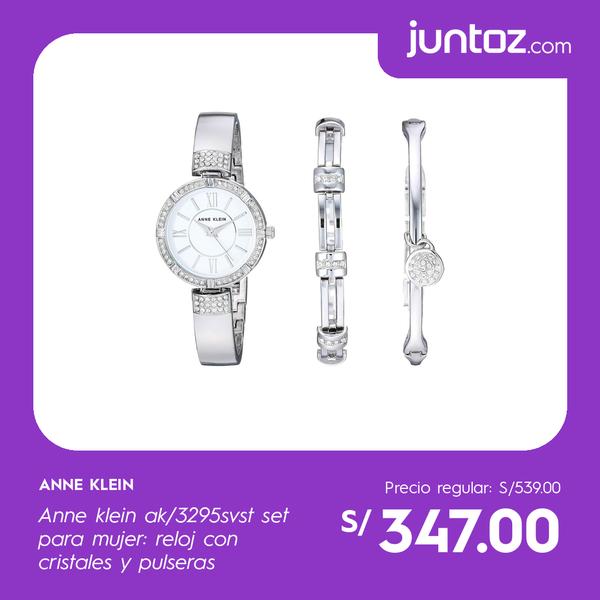 juntoz.com
ANNE KLEIN
ANNE KLEIN
Anne klein ak/3295svst set
para mujer: reloj con
cristales y pulseras
Precio regular: S/539.00
S/ 347.00